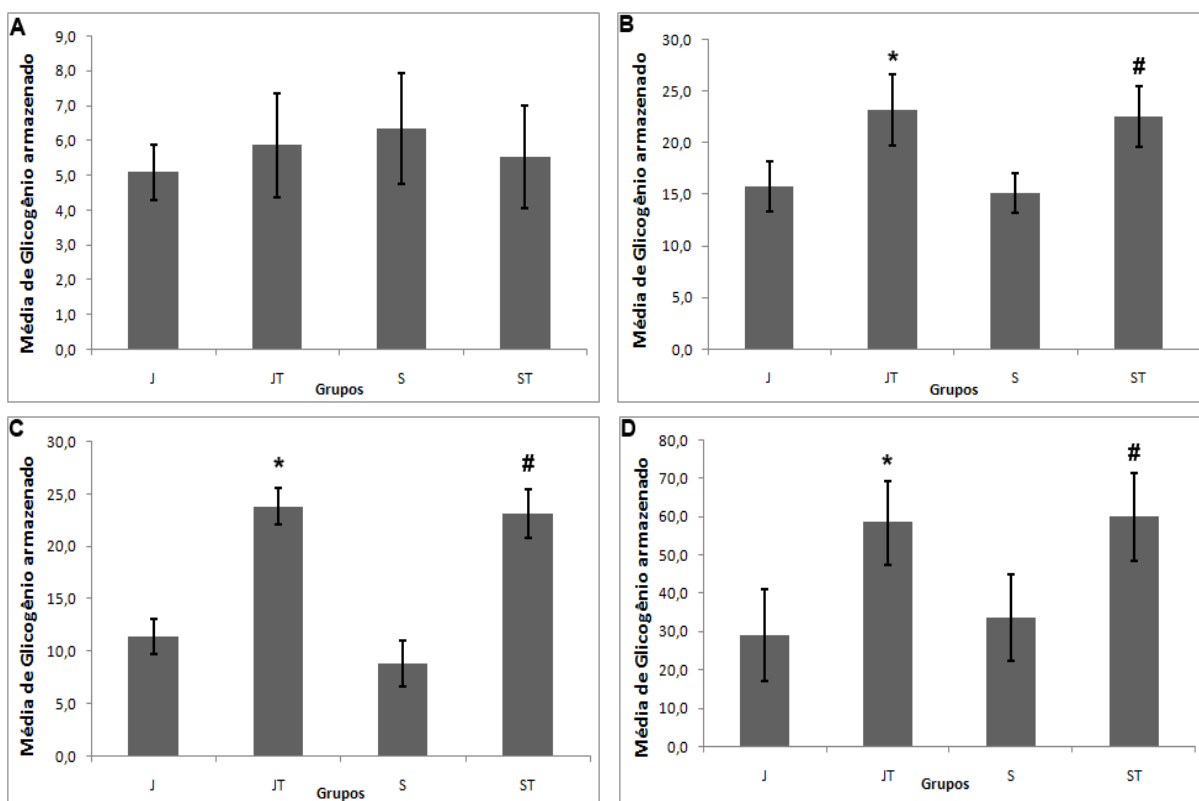 A
Média de Glicogênio armazenado
9,0
8,0
7,0
6,0
5,0
4,0
3,0
2,0
1,0
0,0
J
JT
S
ST
Grupos
B
Média de Glicogênio armazenado
30,0
25,0
20,0
15,0
10,0
5,0
0,0
*
#
J
JT
S
ST
Grupos
C
Média de Glicogênio armazenado
30,0
25,0
20,0
15,0
10,0
5,0
0,0
*
#
J
JT
S
ST
Grupos
D
Média de Glicogênio armazenado
80,0
70,0
60,0
50,0
40,0
30,0
20,0
10,0
0,0
*
#
J
JT
S
ST
Grupos